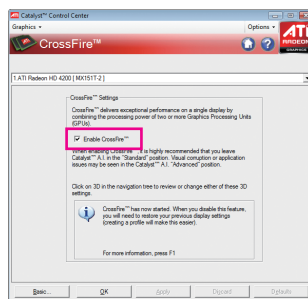 Catalyst™ Control Center
Graphics ▾
Options ▾
CrossFire™
ATI
RADEON
GRAPHICS
1.ATI Radeon HD 4200 [ MX151T-2 ]
CrossFire™ Settings
CrossFire™ delivers exceptional performance on a single display by
combining the processing power of two or more Graphics Processing Units
(GPUs).
Enable CrossFire™
When enabling CrossFire™, it is highly recommended that you leave
Catalyst™ A.I. in the "Standard" position. Visual corruption or application
issues may be seen in the Catalyst™ A.I. "Advanced" position.
Click on 3D in the navigation tree to review or change either of these 3D
settings.
CrossFire™ has now started. When you disable this feature,
you will need to restore your previous display settings
(creating a profile will make this easier).
For more information, press F1
Basic...
OK
Apply
Discard
Defaults